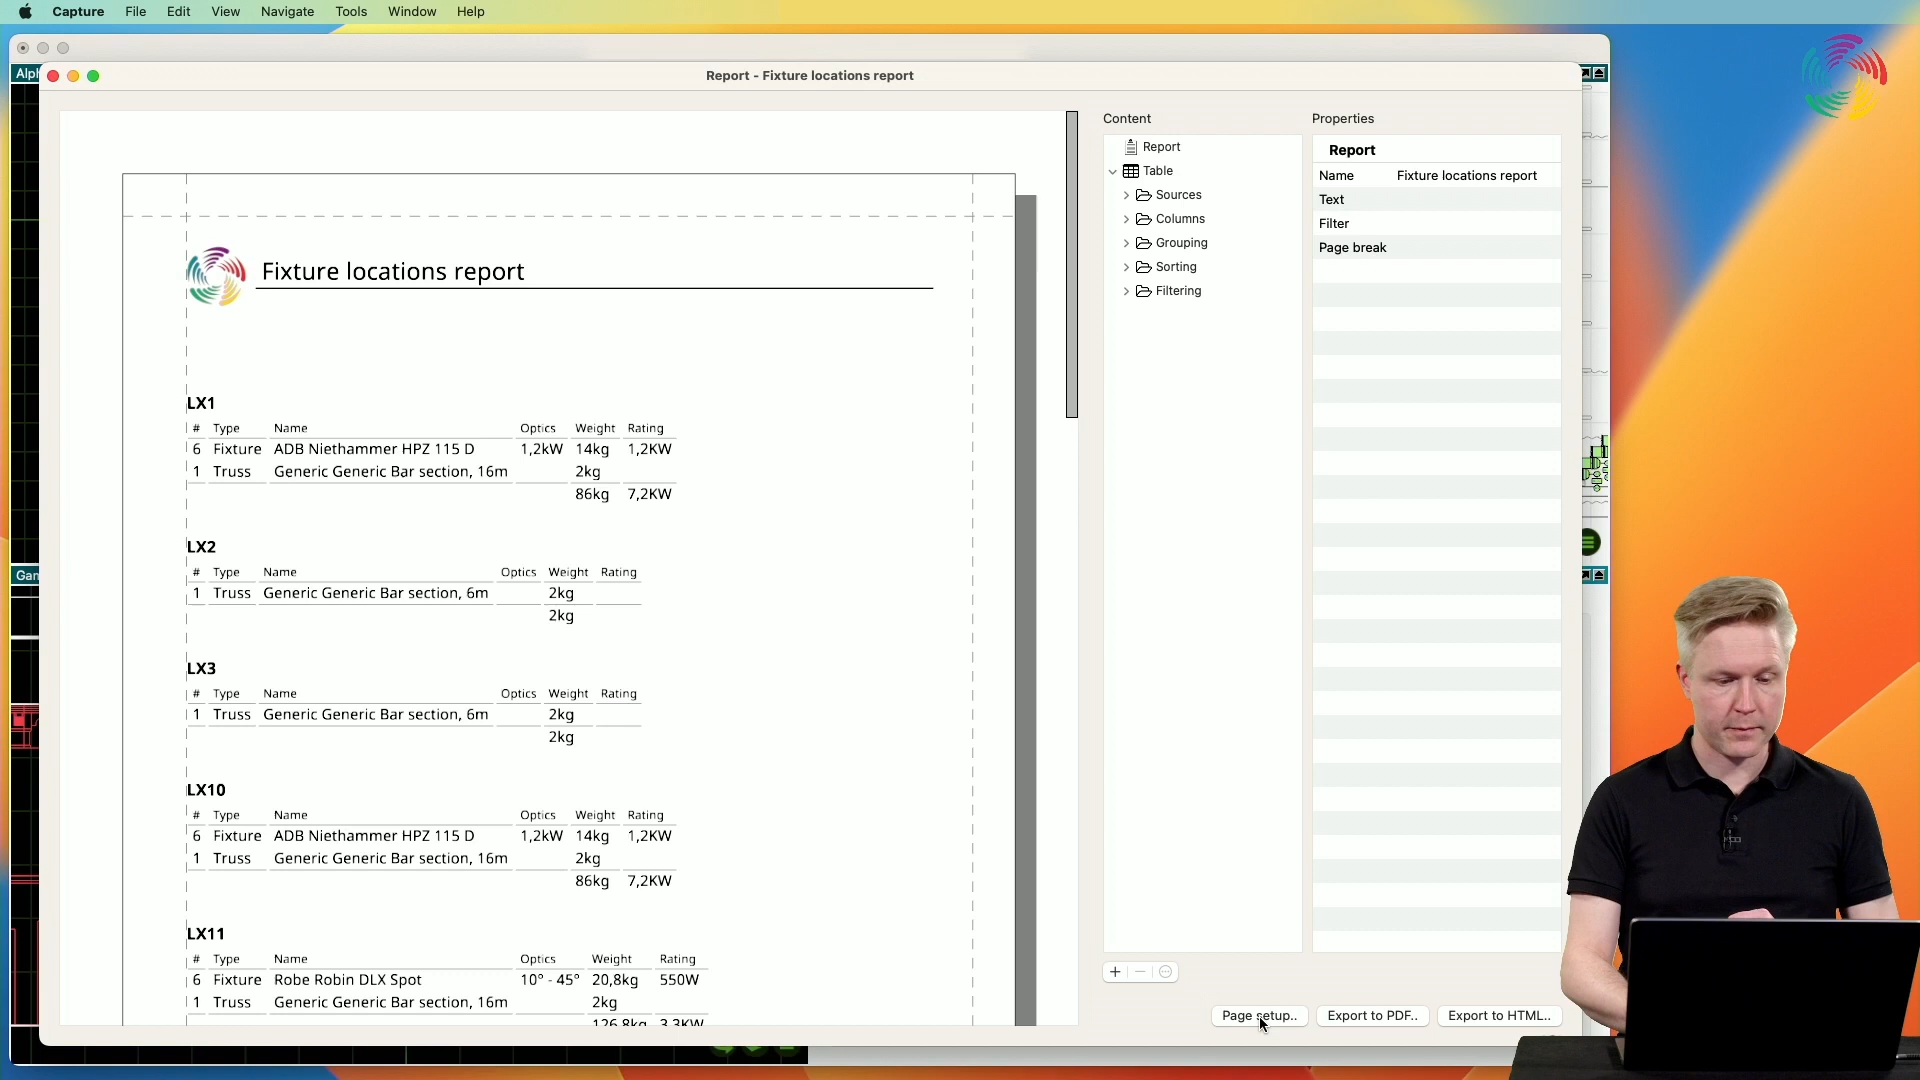 Capture File Edit View Navigate Tools Window Help
Alph
Report - Fixture locations report
Content
Report
Table
Sources
Columns
Grouping
Sorting
Filtering
Properties
Report
Name Fixture locations report
Text
Filter
Page break
Fixture locations report
LX1
# Type Name Optics Weight Rating
6 Fixture ADB Niethammer HPZ 115 D 1,2kW 14kg 1,2KW
1 Truss Generic Generic Bar section, 16m 2kg
86kg 7,2KW
LX2
# Type Name Optics Weight Rating
1 Truss Generic Generic Bar section, 6m 2kg
2kg
LX3
# Type Name Optics Weight Rating
1 Truss Generic Generic Bar section, 6m 2kg
2kg
LX10
# Type Name Optics Weight Rating
6 Fixture ADB Niethammer HPZ 115 D 1,2kW 14kg 1,2KW
1 Truss Generic Generic Bar section, 16m 2kg
86kg 7,2KW
LX11
# Type Name Optics Weight Rating
6 Fixture Robe Robin DLX Spot 10° - 45° 20,8kg 550W
1 Truss Generic Generic Bar section, 16m 2kg
126,8kg 3,3KW
Gam
Page setup.. Export to PDF.. Export to HTML..